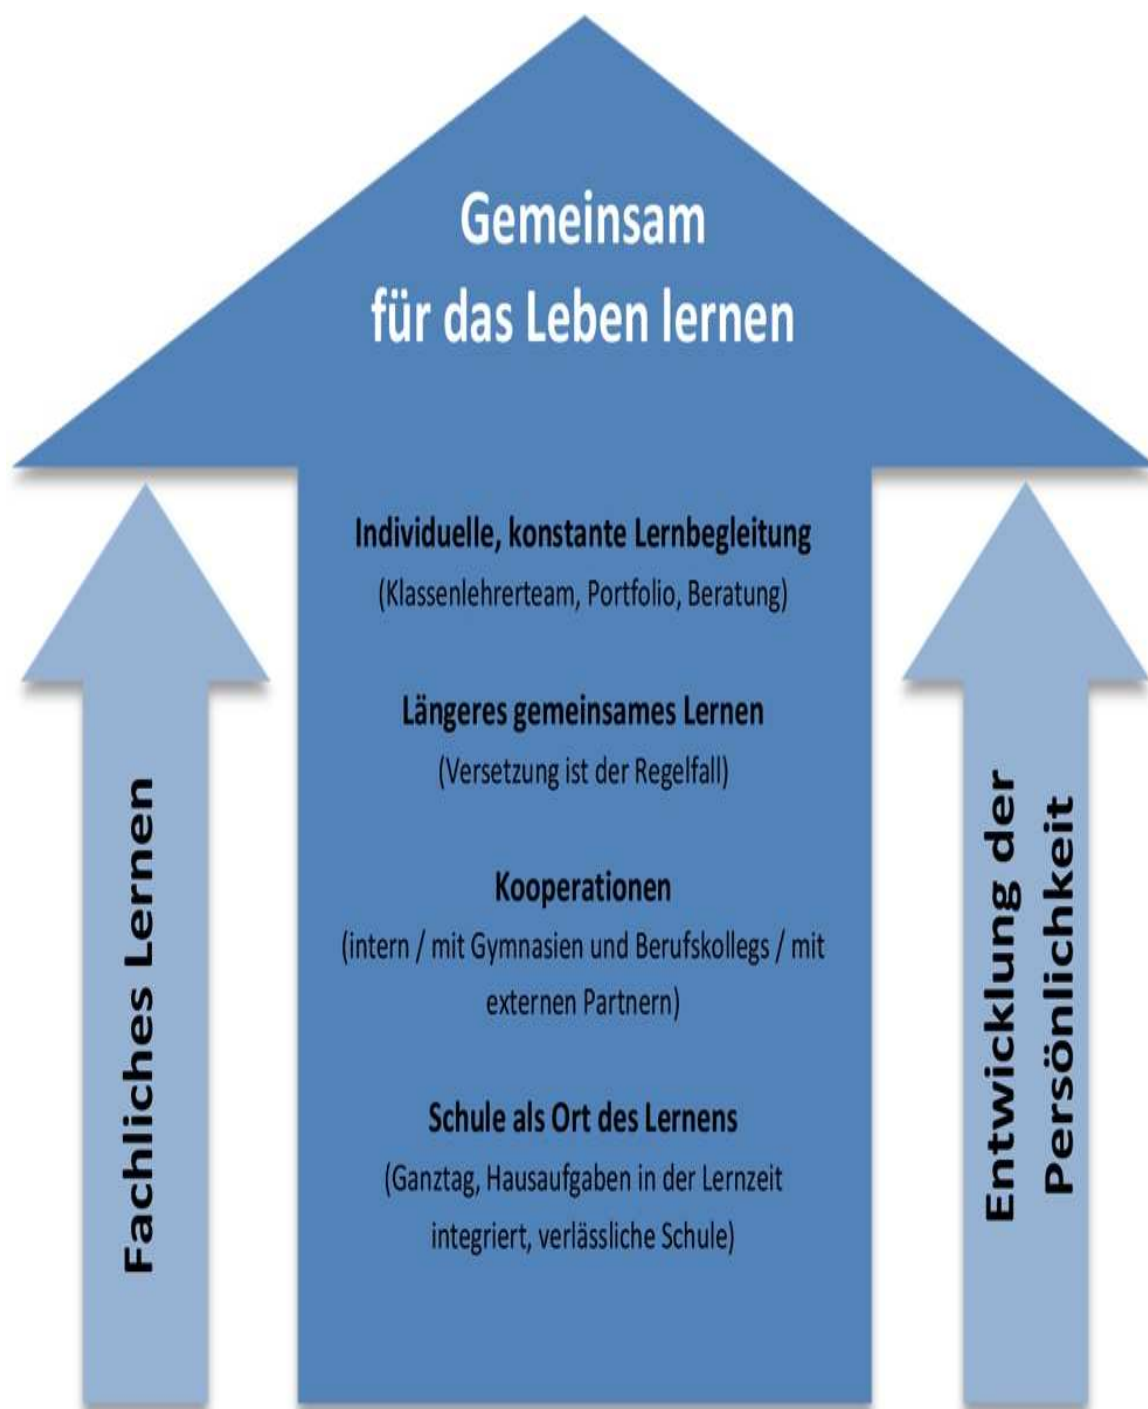 Gemeinsam
für das Leben lernen
Individuelle, konstante Lernbegleitung
(Klassenlehrerteam, Portfolio, Beratung)
Längeres gemeinsames Lernen
(Versetzung ist der Regelfall)
Kooperationen
(intern / mit Gymnasien und Berufskollegs / mit
externen Partnern)
Schule als Ort des Lernens
(Ganztag, Hausaufgaben in der Lernzeit
integriert, verlässliche Schule)
Fachliches Lernen
Entwicklung der
Persönlichkeit